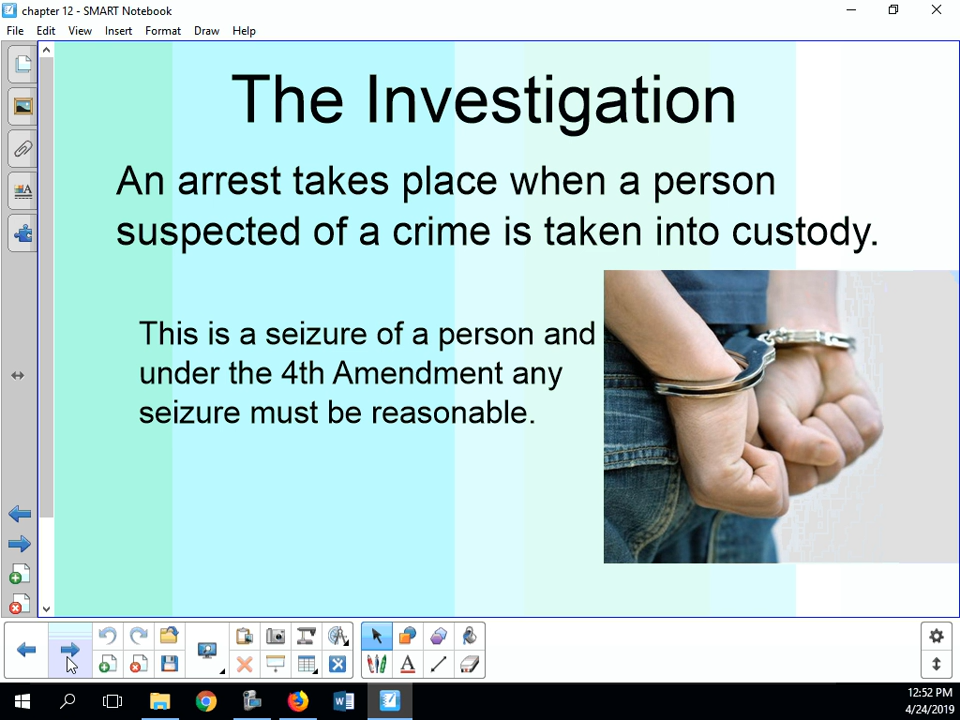 chapter 12 - SMART Notebook
File Edit View Insert Format Draw Help
The Investigation
An arrest takes place when a person
suspected of a crime is taken into custody.
This is a seizure of a person and
under the 4th Amendment any
seizure must be reasonable.
12:52 PM
4/24/2019